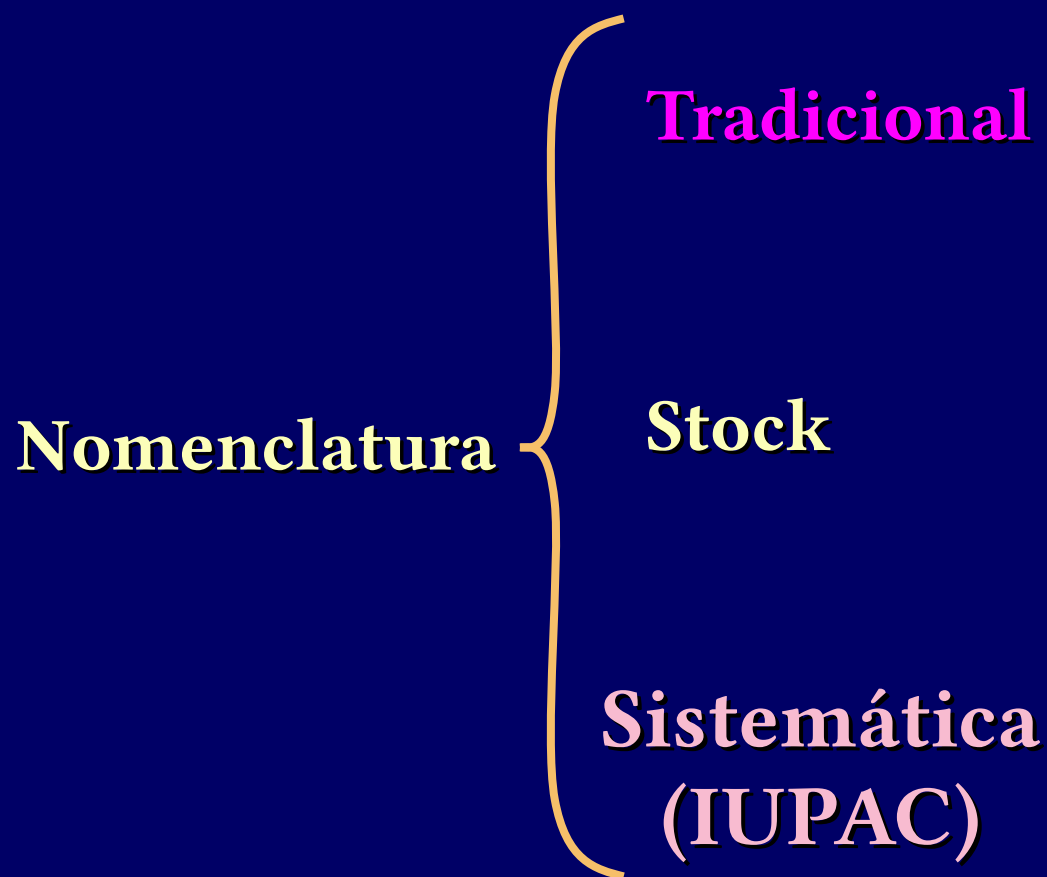 Nomenclatura
Tradicional
Stock
Sistemática
(IUPAC)